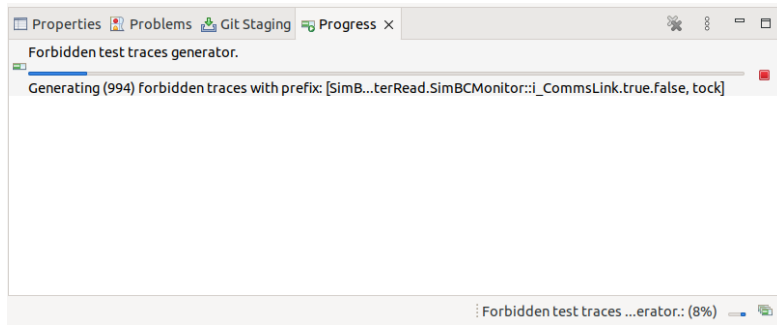 Properties Problems Git Staging Progress
Forbidden test traces generator.
Generating (994) forbidden traces with prefix: [SimB...terRead.SimBCMonitor::i_CommsLink.true.false, tock]
Forbidden test traces ...erator.: (8%)